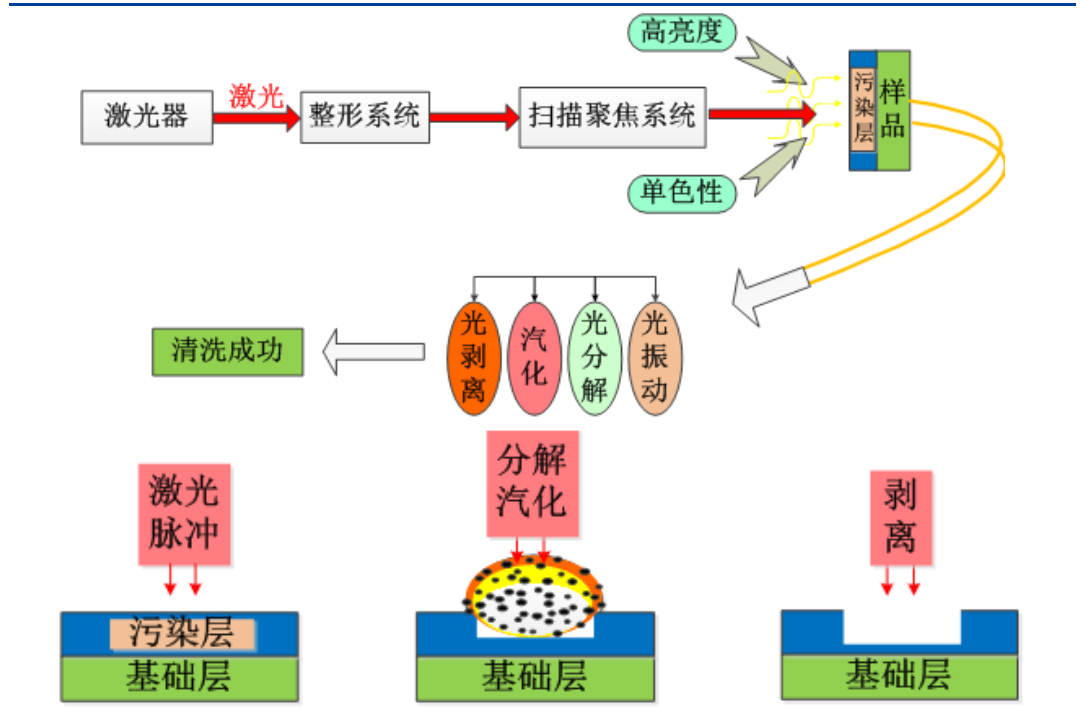 高亮度
激光器
激光
整形系统
扫描聚焦系统
污染层
样品
单色性
光剥离
汽化
光分解
光振动
清洗成功
激光
脉冲
污染层
基础层
分解
汽化
基础层
剥
离
基础层